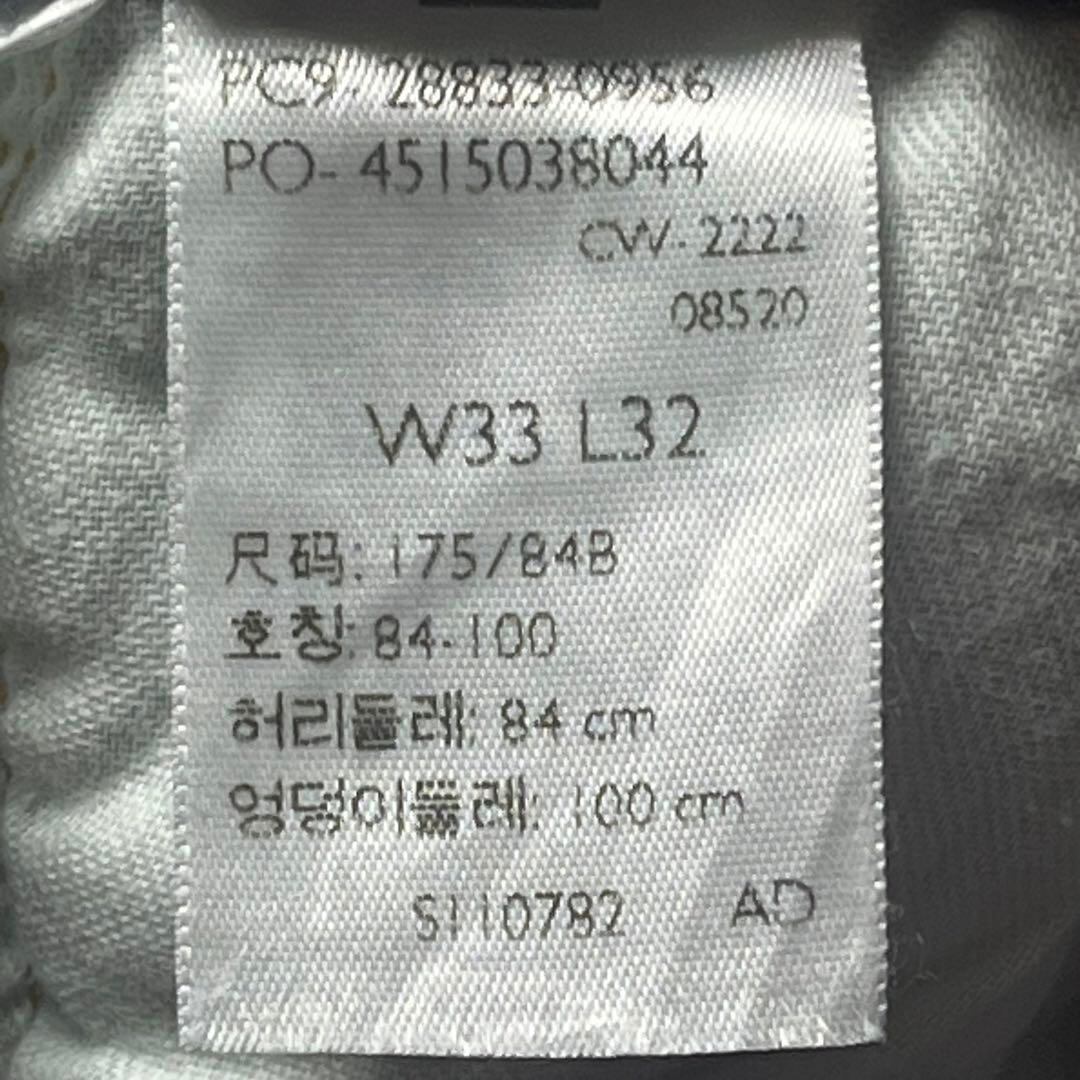 PC9- 28833-0956
PO- 4515038044
CW- 2222
08520
W33 L32
尺码: 175/84B
호칭: 84-100
허리둘레: 84 cm
엉덩이둘레: 100 cm
S110782 AD